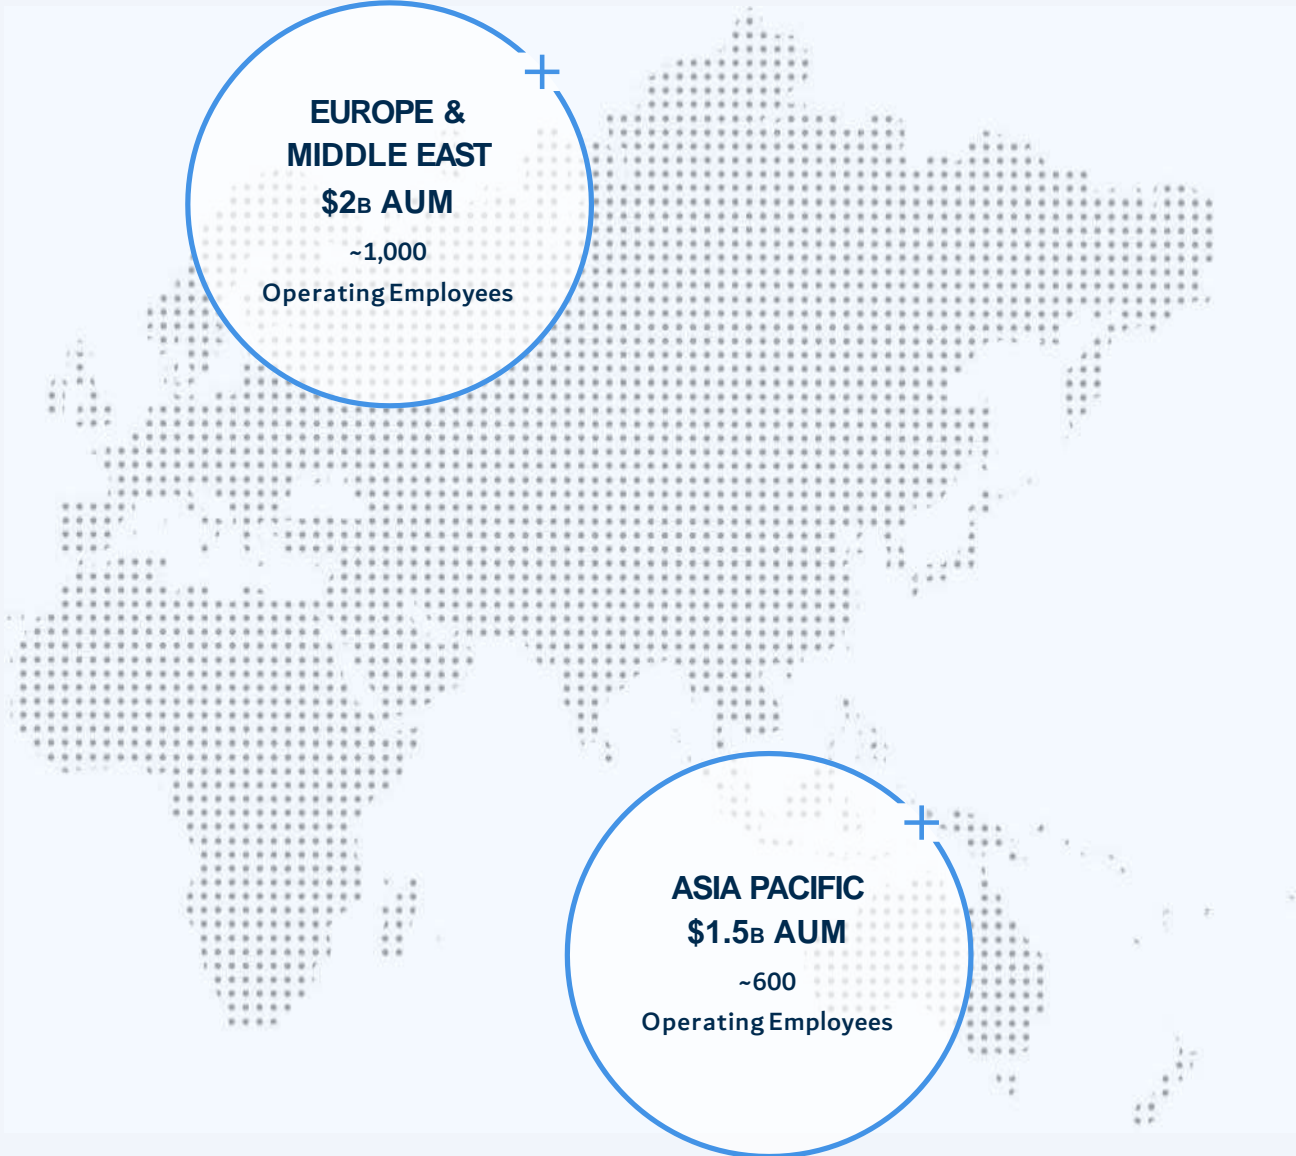 EUROPE &
MIDDLE EAST
$2B AUM
~1,000
Operating Employees
ASIA PACIFIC
$1.5B AUM
~600
Operating Employees